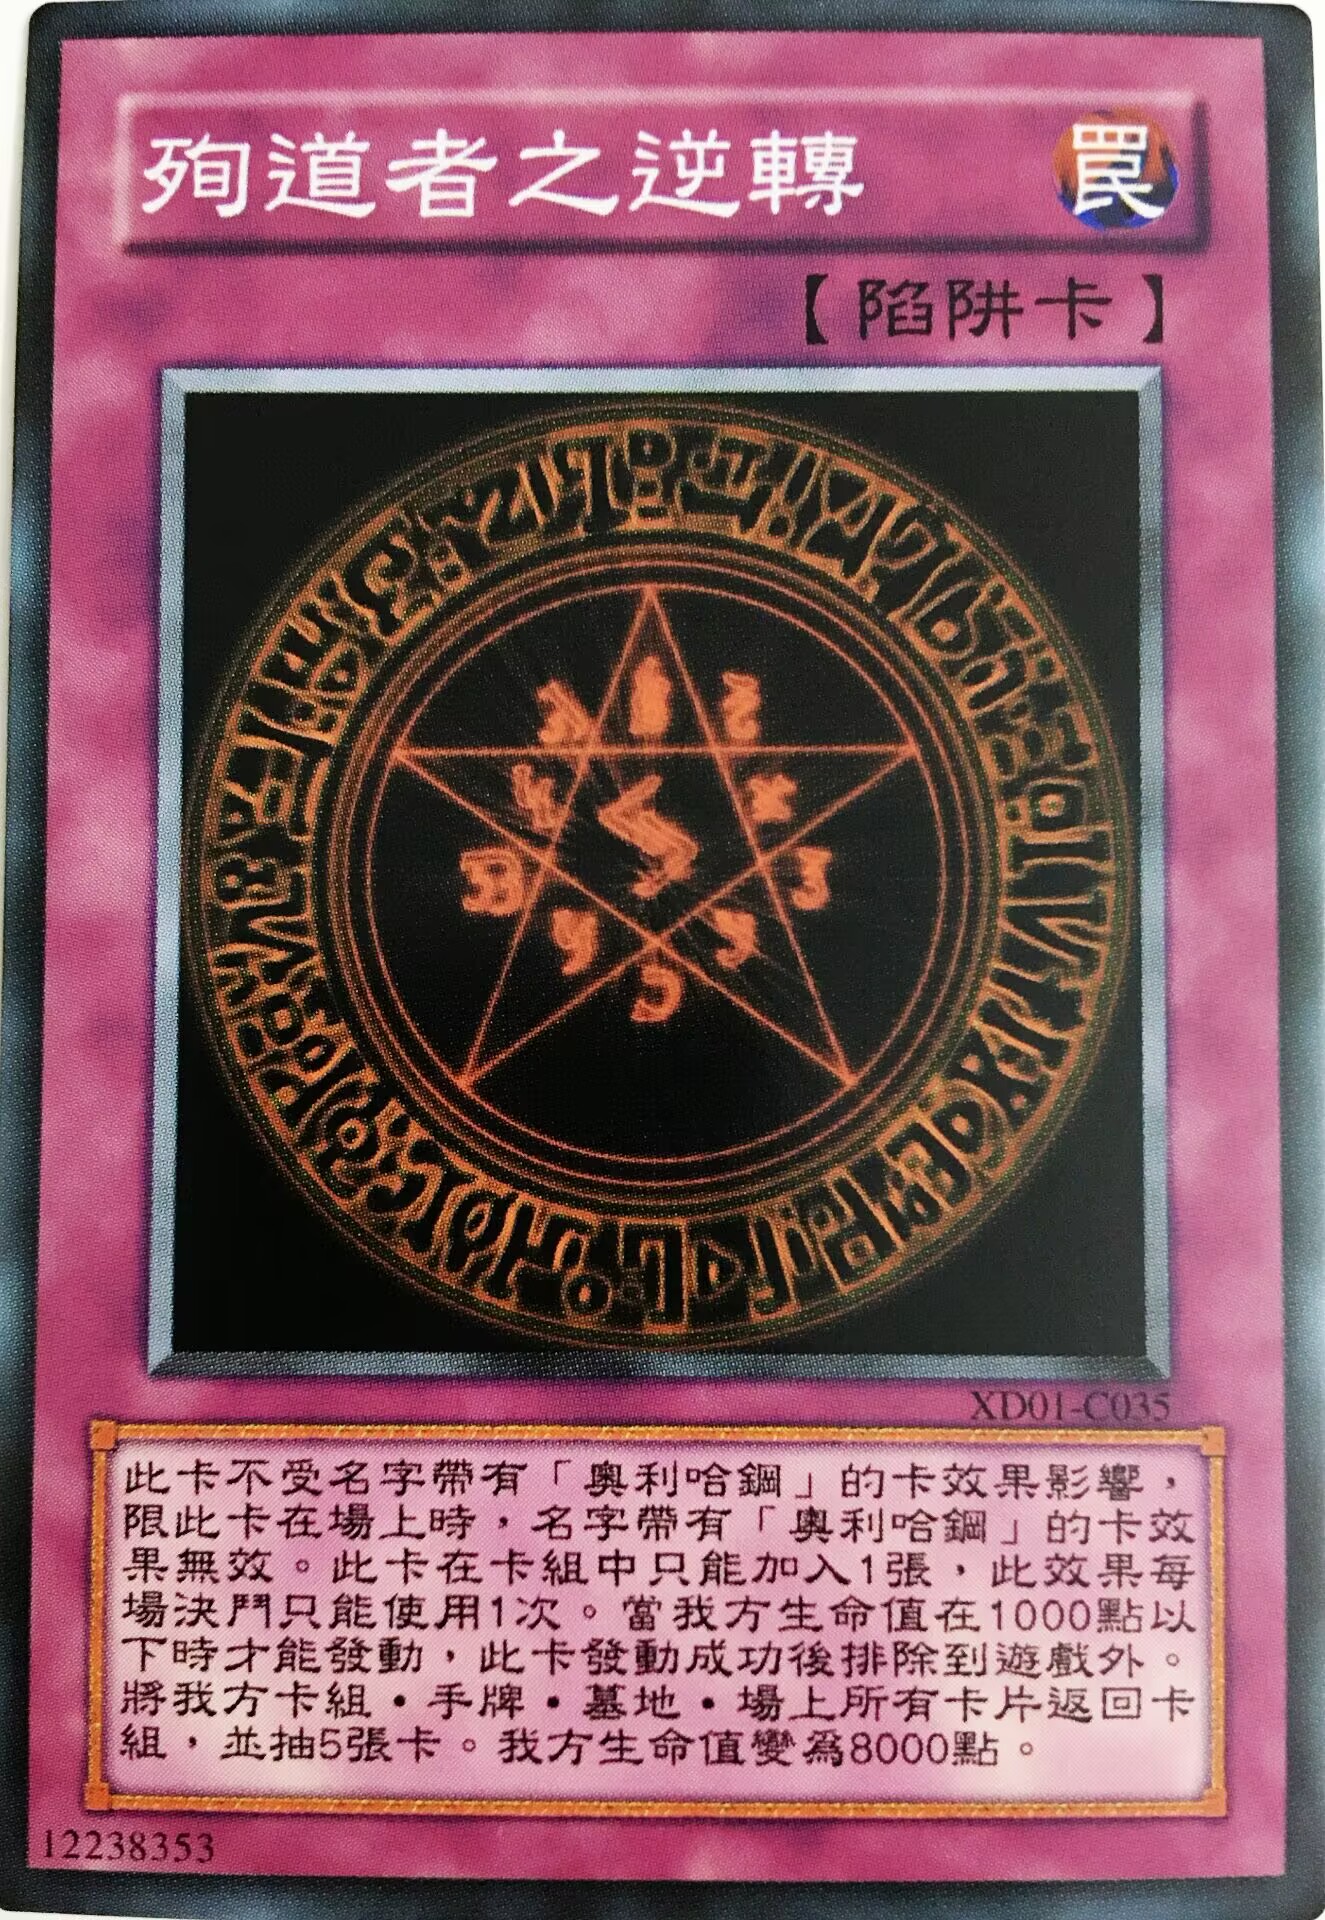 殉道者之逆轉
罠
【陷阱卡】
XD01-C035
此卡不受名字帶有「奧利哈鋼」的卡效果影響，
限此卡在場上時，名字帶有「奧利哈鋼」的卡效
果無效。此卡在卡組中只能加入1張，此效果每
場決鬥只能使用1次。當我方生命值在1000點以
下時才能發動，此卡發動成功後排除到遊戲外。
將我方卡組·手牌·墓地·場上所有卡片返回卡
組，並抽5張卡。我方生命值變為8000點。
12238353